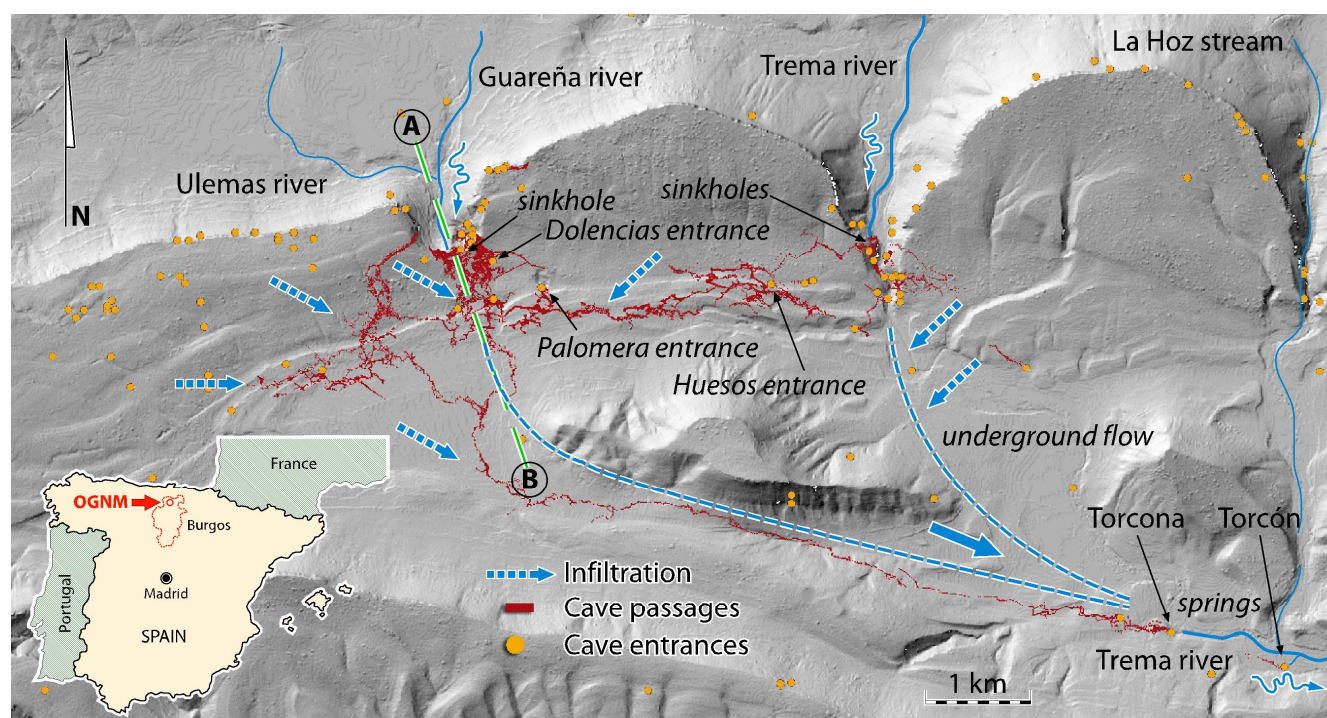 La Hoz stream
Trema river
Guareña river
A
Ulemas river
sinkholes
sinkhole
N
Dolencias entrance
Palomera entrance
Huesos entrance
underground flow
B
France
OGNM
Burgos
Portugal
Madrid
SPAIN
Torcona
Torcón
Infiltration
Cave passages
Cave entrances
springs
Trema river
1 km